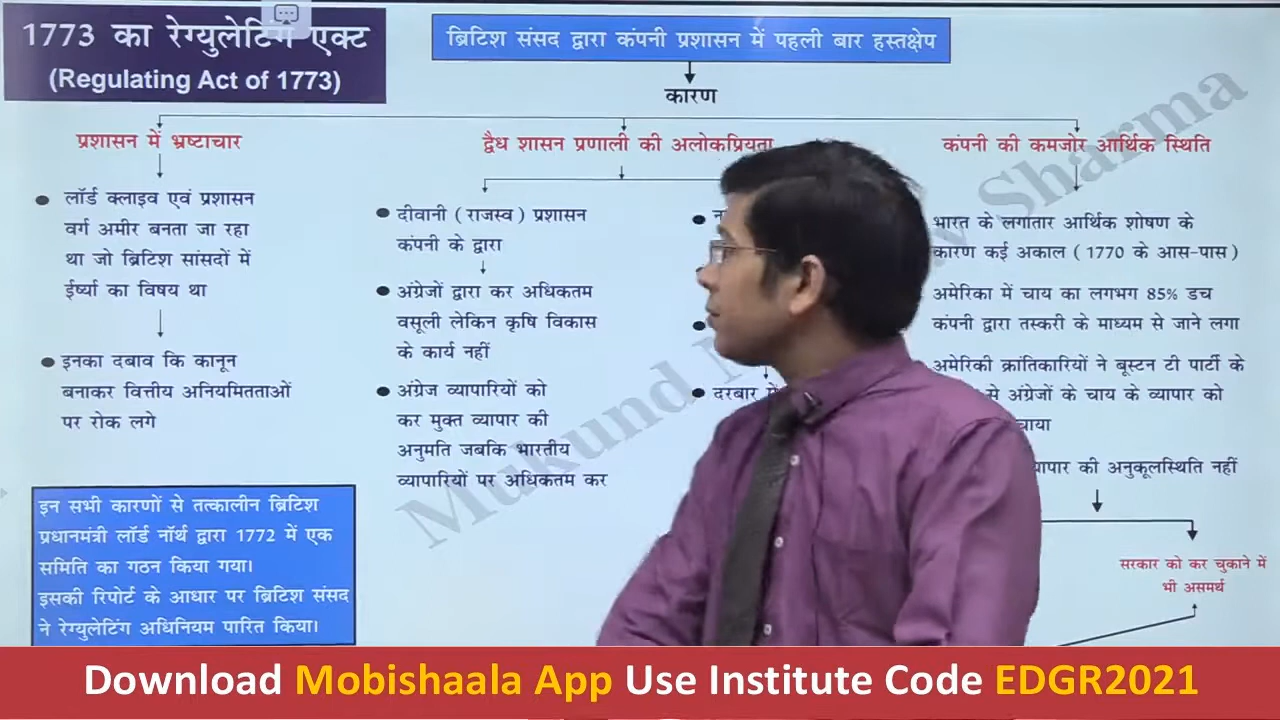 1773 का रेग्युलेटिंग एक्ट
(Regulating Act of 1773)
ब्रिटिश संसद द्वारा कंपनी प्रशासन में पहली बार हस्तक्षेप
कारण
प्रशासन में भ्रष्टाचार
लॉर्ड क्लाइव एवं प्रशासन
वर्ग अमीर बनता जा रहा
था जो ब्रिटिश सांसदों में
ईर्ष्या का विषय था
इनका दबाव कि कानून
बनाकर वित्तीय अनियमितताओं
पर रोक लगे
इन सभी कारणों से तत्कालीन ब्रिटिश
प्रधानमंत्री लॉर्ड नॉर्थ द्वारा 1772 में एक
समिति का गठन किया गया।
इसकी रिपोर्ट के आधार पर ब्रिटिश संसद
ने रेग्युलेटिंग अधिनियम पारित किया।
द्वैध शासन प्रणाली की अलोकप्रियता
दीवानी (राजस्व) प्रशासन
कंपनी के द्वारा
अंग्रेजों द्वारा कर अधिकतम
वसूली लेकिन कृषि विकास
के कार्य नहीं
अंग्रेज व्यापारियों को
कर मुक्त व्यापार की
अनुमति जबकि भारतीय
व्यापारियों पर अधिकतम कर
दरबार में
कंपनी की कमजोर आर्थिक स्थिति
भारत के लगातार आर्थिक शोषण के
कारण कई अकाल (1770 के आस-पास)
अमेरिका में चाय का लगभग 85% डच
कंपनी द्वारा तस्करी के माध्यम से जाने लगा
अमेरिकी क्रांतिकारियों ने बूस्टन टी पार्टी के
से अंग्रेजों के चाय के व्यापार को
की अनुकूलस्थिति नहीं
सरकार को कर चुकाने में
भी असमर्थ
Mukund
Sharma
Download Mobishaala App Use Institute Code EDGR2021